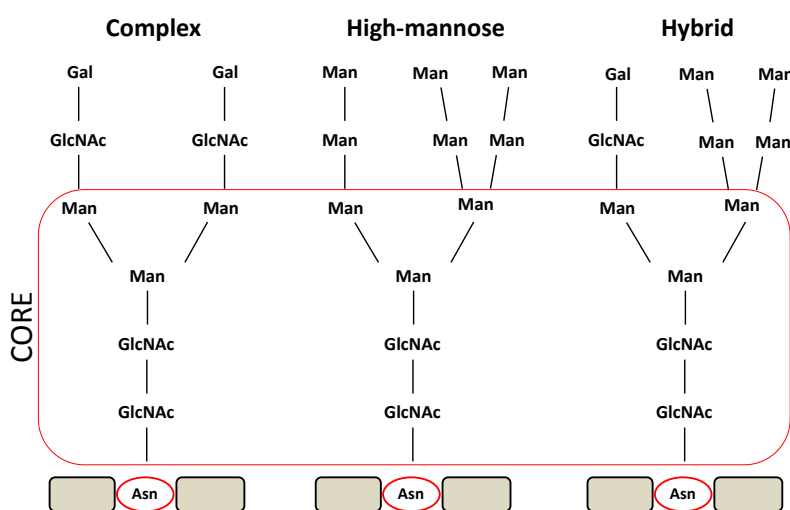 Complex High-mannose Hybrid
Gal Gal Man Man Man Gal Man Man
GlcNAc GlcNAc Man Man Man GlcNAc Man Man
Man Man Man Man Man Man
Man Man Man
CORE
GlcNAc GlcNAc GlcNAc
GlcNAc GlcNAc GlcNAc
Asn Asn Asn